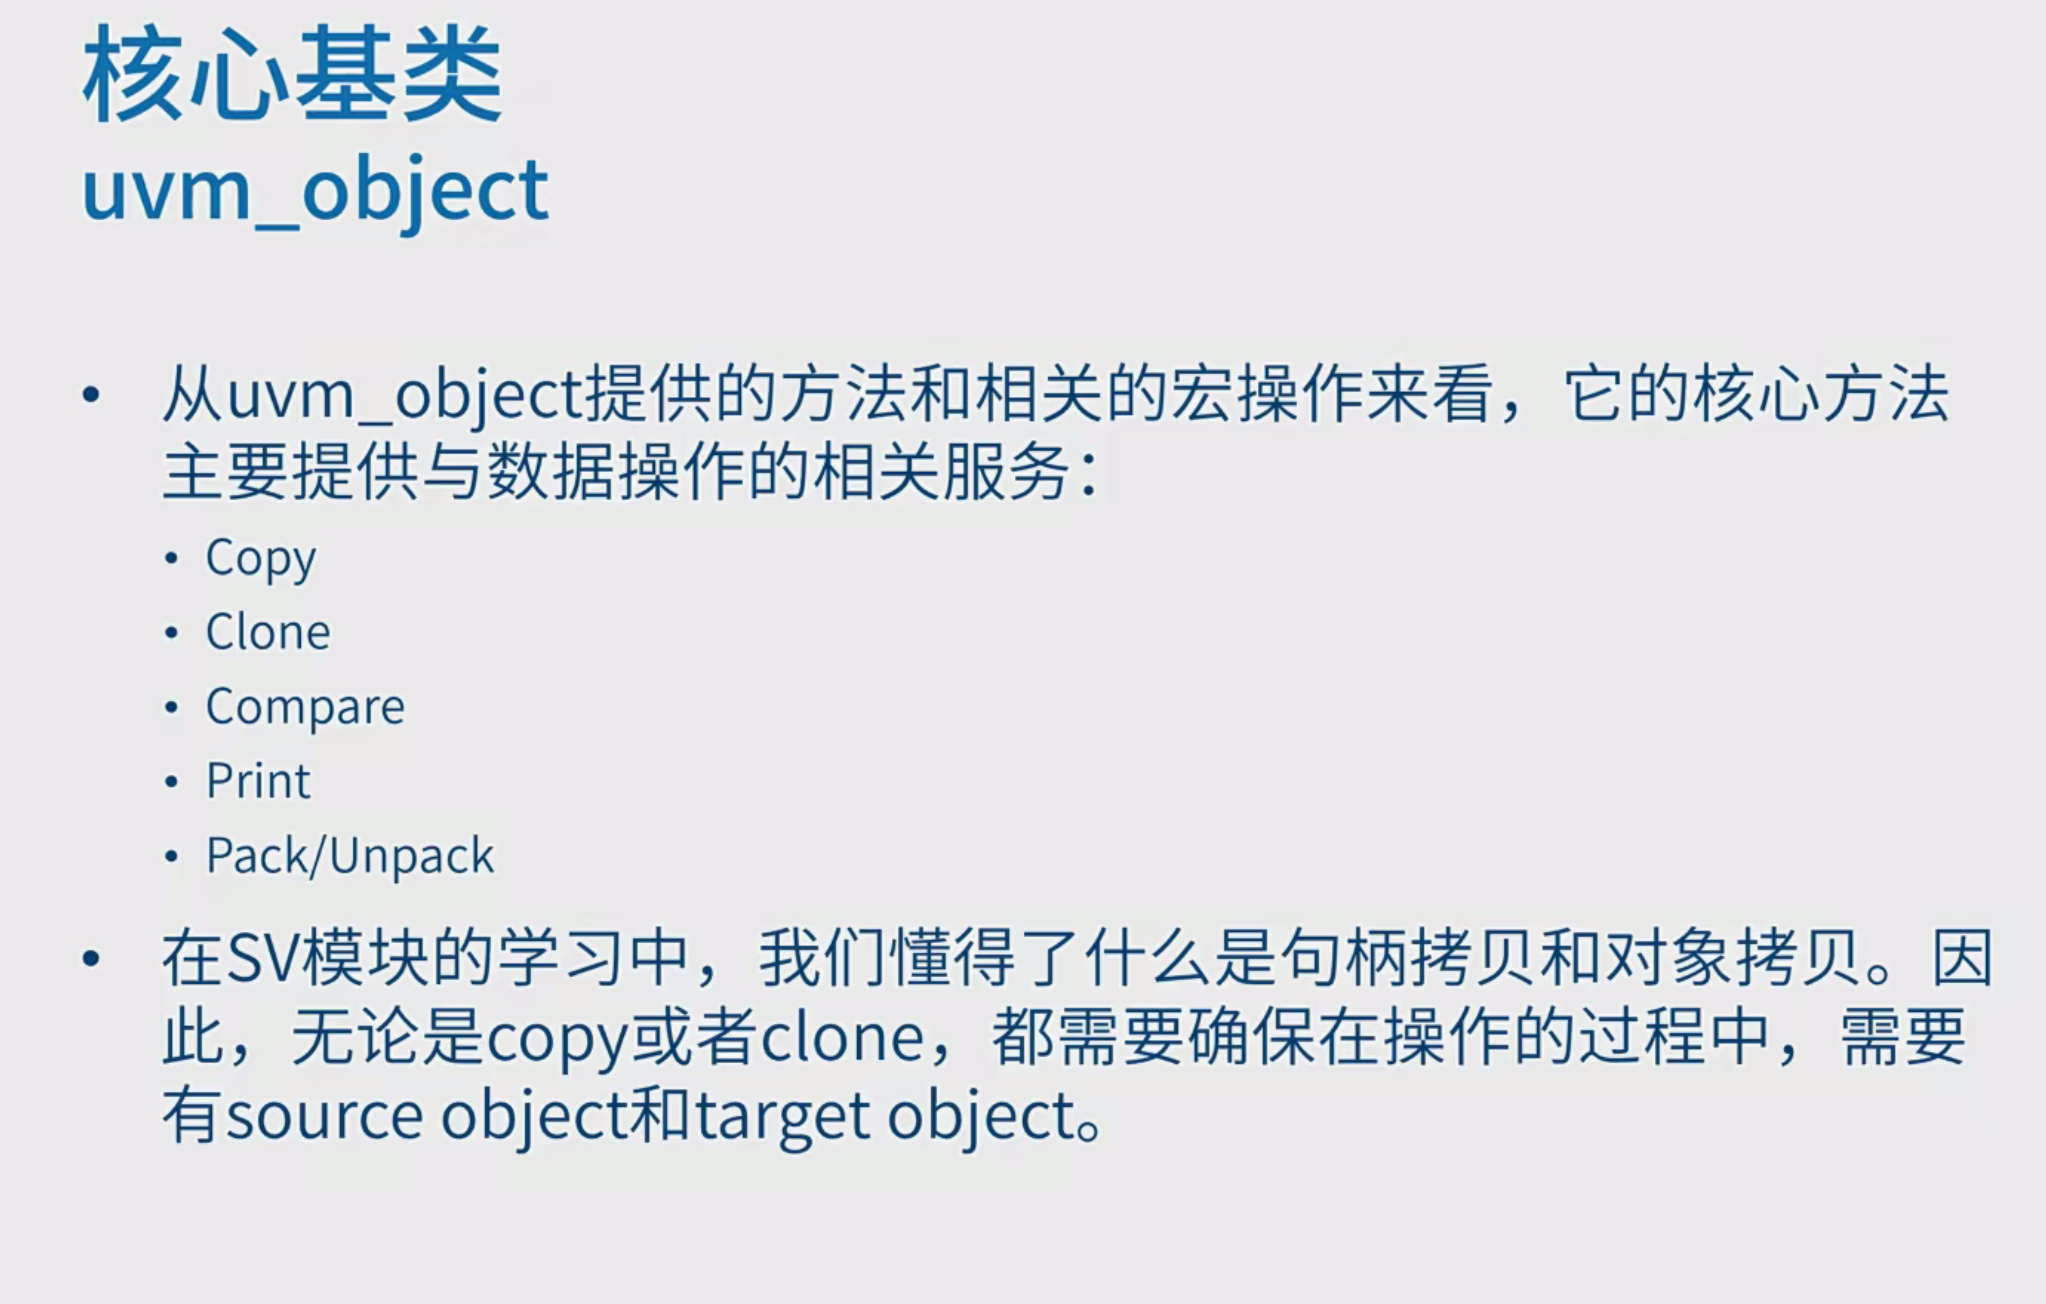 核心基类
uvm_object
• 从uvm_object提供的方法和相关的宏操作来看，它的核心方法
主要提供与数据操作的相关服务：
• Copy
• Clone
• Compare
• Print
• Pack/Unpack
• 在SV模块的学习中，我们懂得了什么是句柄拷贝和对象拷贝。因
此，无论是copy或者clone，都需要确保在操作的过程中，需要
有source object和target object。